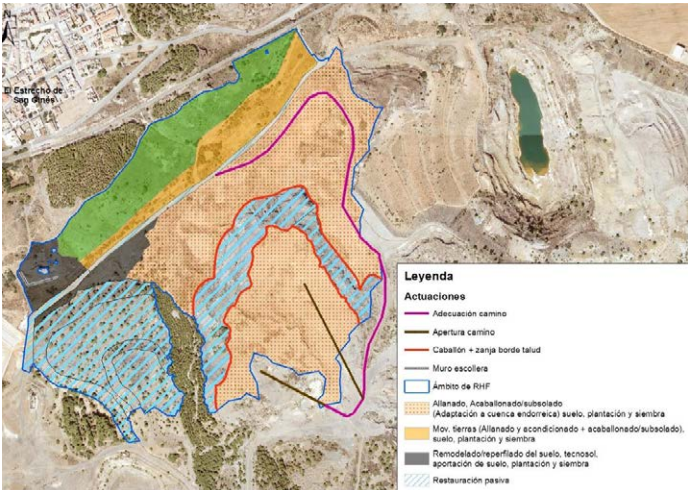 El Estrecho de
San Ginés
Leyenda
Actuaciones
Adecuación camino
Apertura camino
Caballón + zanja borde talud
Muro escollera
Ámbito de RHF
Allanado, Acaballonado/subsolado
(Adaptación a cuenca endorreica) suelo, plantación y siembra
Mov. tierras (Allanado y acondicionado + acaballonado/subsolado),
suelo, plantación y siembra
Remodelado/reperfilado del suelo, tecnosol,
aportación de suelo, plantación y siembra
Restauración pasiva